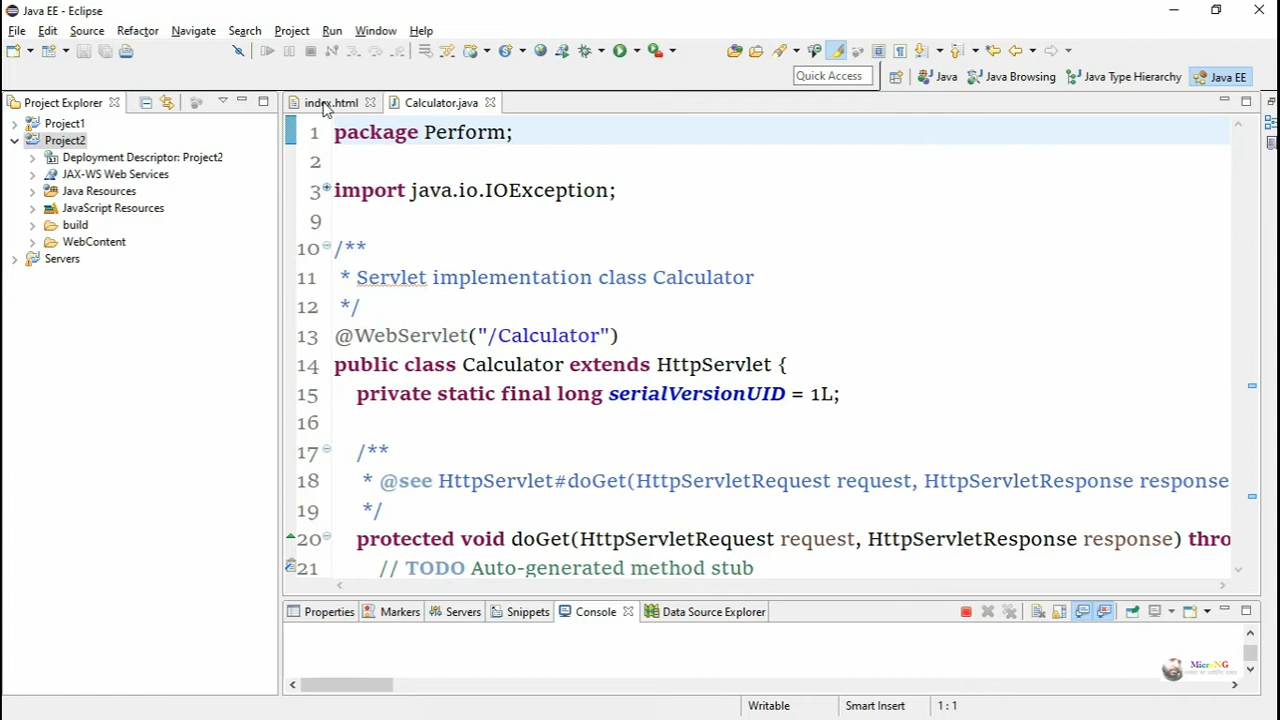 Java EE - Eclipse
File Edit Source Refactor Navigate Search Project Run Window Help
Quick Access Java Java Browsing Java Type Hierarchy Java EE
Project Explorer
Project1
Project2
Deployment Descriptor: Project2
JAX-WS Web Services
Java Resources
JavaScript Resources
build
WebContent
Servers
index.html Calculator.java
1 package Perform;
2
3 import java.io.IOException;
9
10 /**
11 * Servlet implementation class Calculator
12 */
13 @WebServlet("/Calculator")
14 public class Calculator extends HttpServlet {
15 private static final long serialVersionUID = 1L;
16
17 /**
18 * @see HttpServlet#doGet(HttpServletRequest request, HttpServletResponse response
19 */
20 protected void doGet(HttpServletRequest request, HttpServletResponse response) thro
21 // TODO Auto-generated method stub
Properties Markers Servers Snippets Console Data Source Explorer
MicroNG
Writable Smart Insert 1 : 1